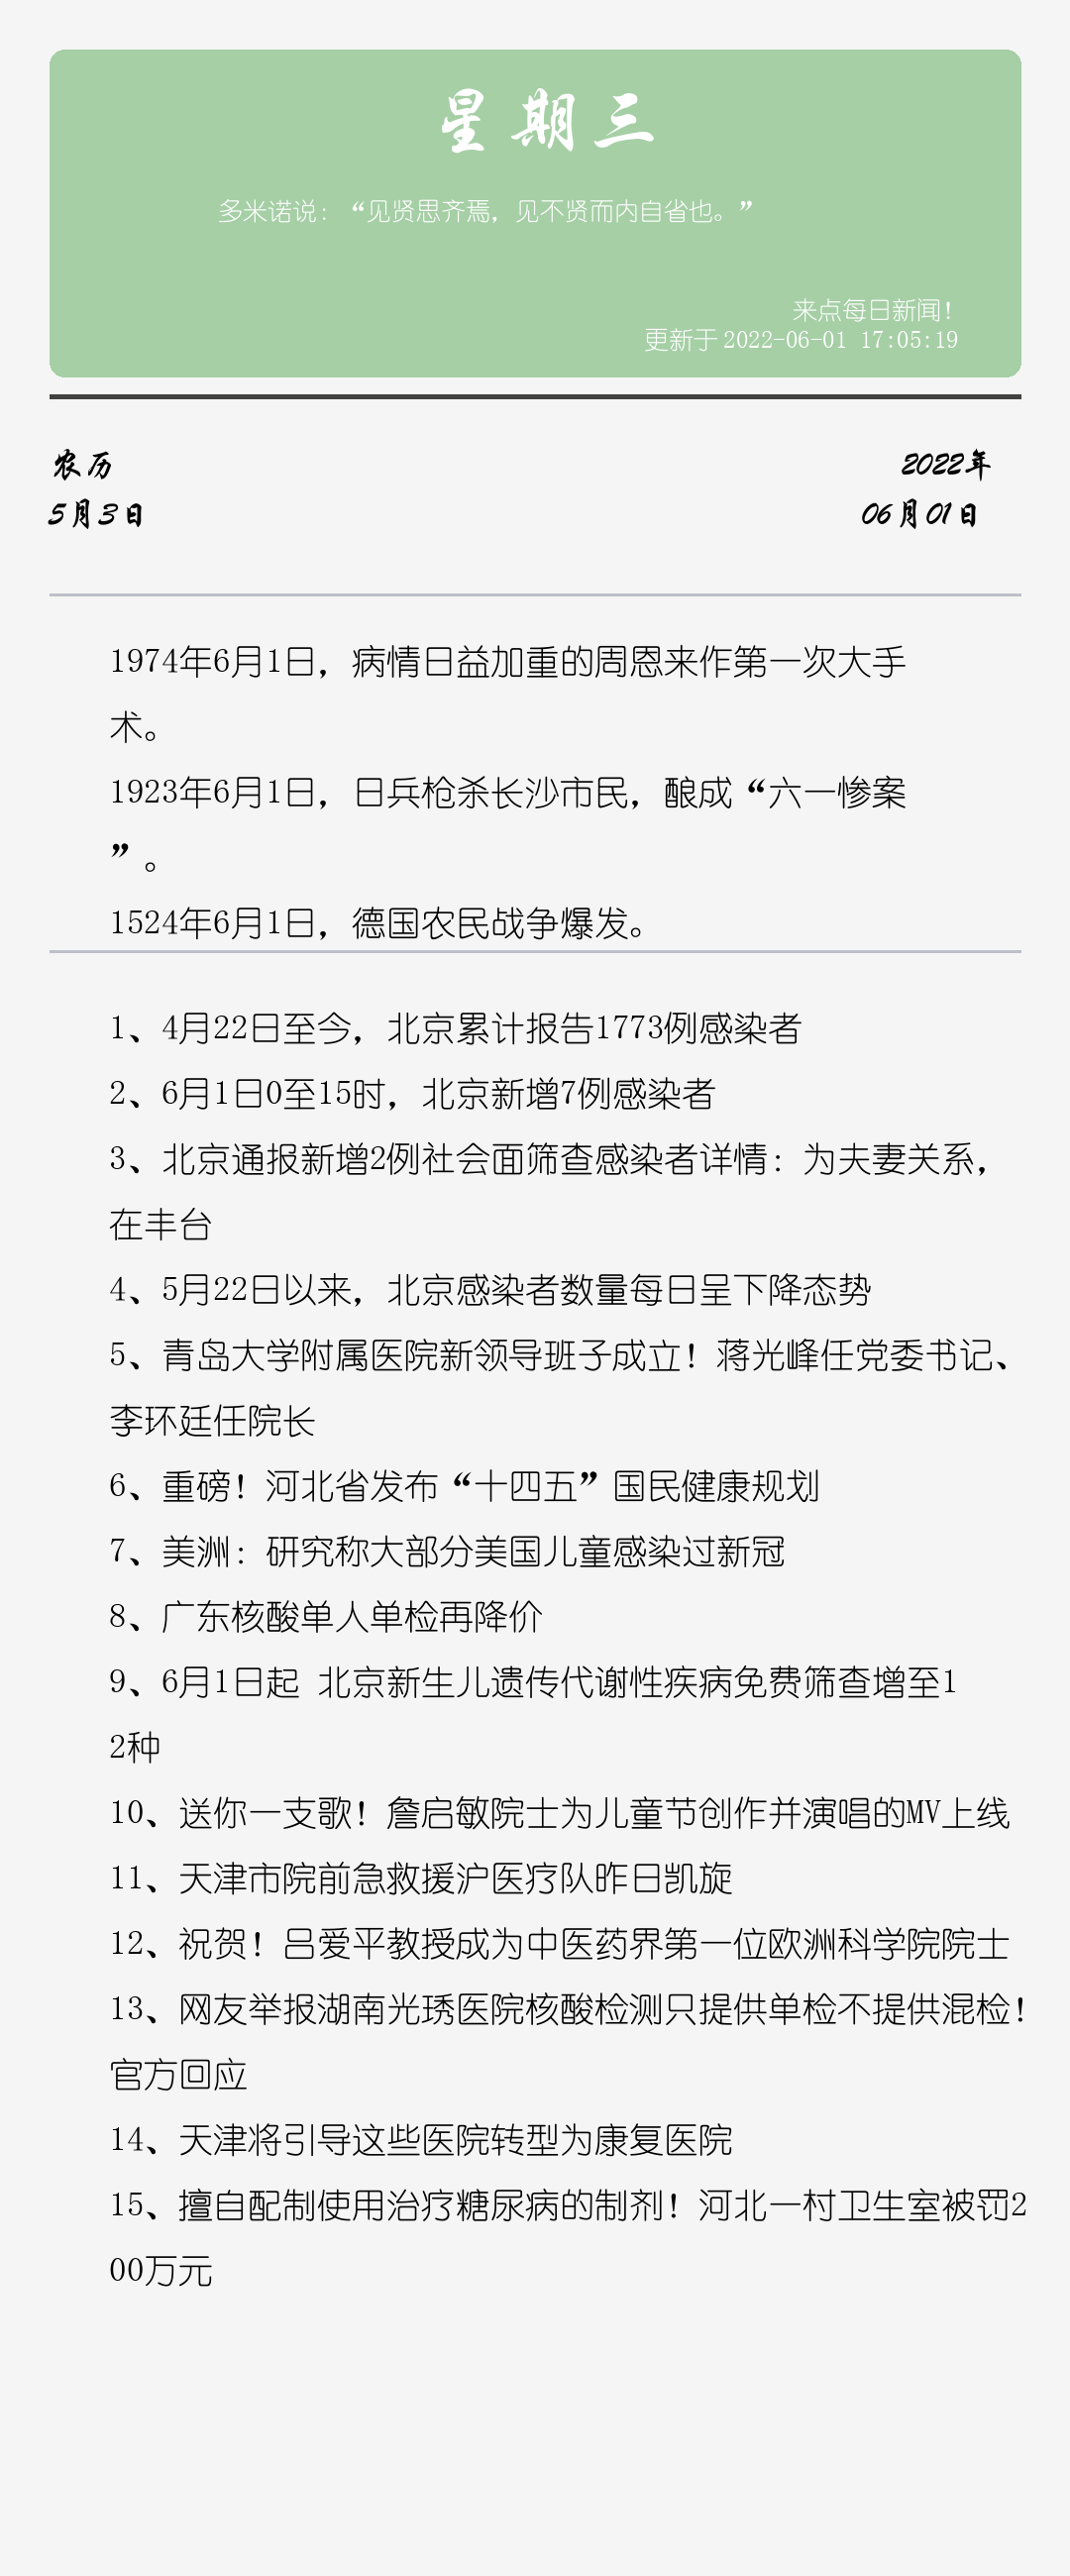 星期三
多米诺说：“见贤思齐焉，见不贤而内自省也。”
来点每日新闻！
更新于 2022-06-01 17:05:19
农历
5月3日
2022年
06月01日
1974年6月1日，病情日益加重的周恩来作第一次大手
术。
1923年6月1日，日兵枪杀长沙市民，酿成“六一惨案
”。
1524年6月1日，德国农民战争爆发。
1、4月22日至今，北京累计报告1773例感染者
2、6月1日0至15时，北京新增7例感染者
3、北京通报新增2例社会面筛查感染者详情：为夫妻关系，
在丰台
4、5月22日以来，北京感染者数量每日呈下降态势
5、青岛大学附属医院新领导班子成立！蒋光峰任党委书记、
李环廷任院长
6、重磅！河北省发布“十四五”国民健康规划
7、美洲：研究称大部分美国儿童感染过新冠
8、广东核酸单人单检再降价
9、6月1日起 北京新生儿遗传代谢性疾病免费筛查增至1
2种
10、送你一支歌！詹启敏院士为儿童节创作并演唱的MV上线
11、天津市院前急救援沪医疗队昨日凯旋
12、祝贺！吕爱平教授成为中医药界第一位欧洲科学院院士
13、网友举报湖南光琇医院核酸检测只提供单检不提供混检！
官方回应
14、天津将引导这些医院转型为康复医院
15、擅自配制使用治疗糖尿病的制剂！河北一村卫生室被罚2
00万元